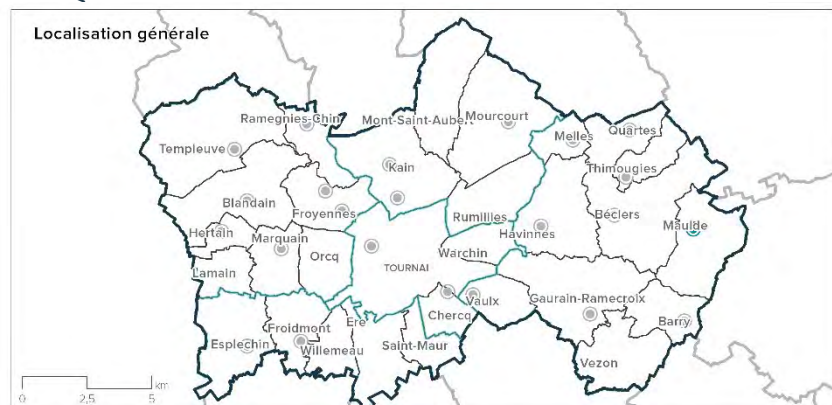 Localisation générale
Ramegnies-Chin
Mont-Saint-Aubert
Mourcourt
Melles
Quartes
Templeuve
Kain
Thimougies
Blandain
Froyennes
Rumillies
Béclers
Hertain
Marquain
Orcq
Havinnes
Maulde
Warchin
Lamain
TOURNAI
Vaulx
Gaurain-Ramecroix
Chercq
Ere
Froidmont
Barry
Esplechin
Willemeau
Saint-Maur
Vezon
km
0 2,5 5